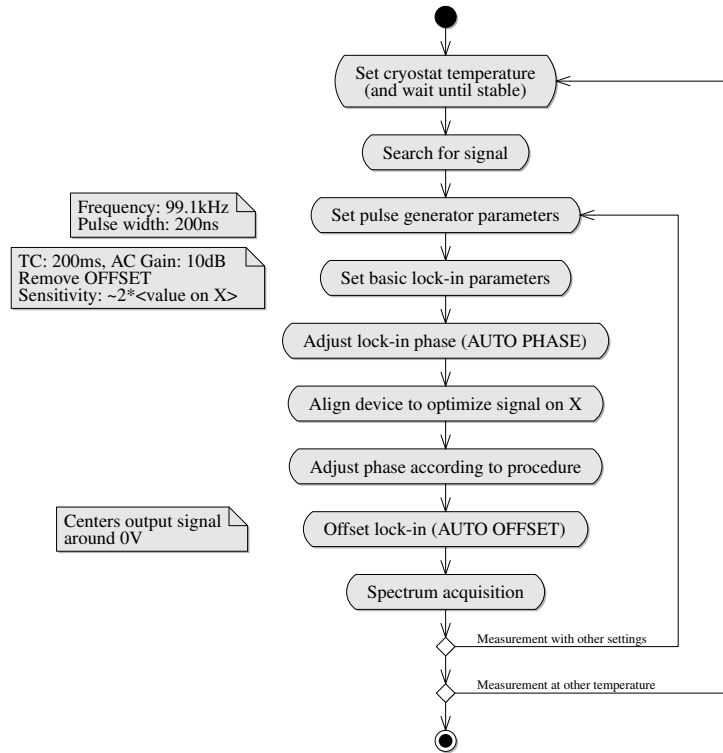 Set cryostat temperature
(and wait until stable)
Search for signal
Frequency: 99.1kHz
Pulse width: 200ns
Set pulse generator parameters
TC: 200ms, AC Gain: 10dB
Remove OFFSET
Sensitivity: ~2*<value on X>
Set basic lock-in parameters
Adjust lock-in phase (AUTO PHASE)
Align device to optimize signal on X
Adjust phase according to procedure
Centers output signal
around 0V
Offset lock-in (AUTO OFFSET)
Spectrum acquisition
Measurement with other settings
Measurement at other temperature